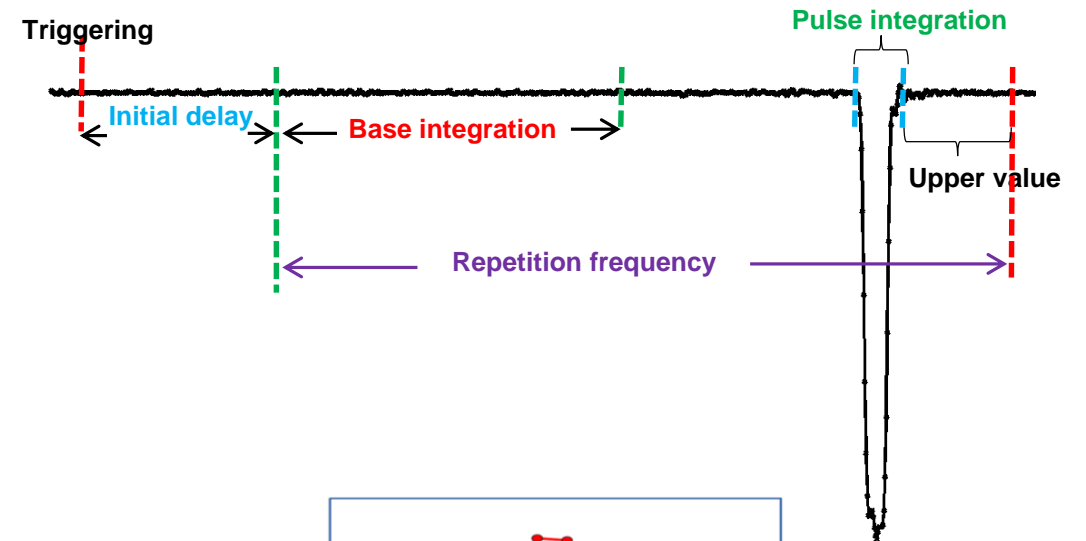 Pulse integration
Triggering
Initial delay
Base integration
Upper value
Repetition frequency